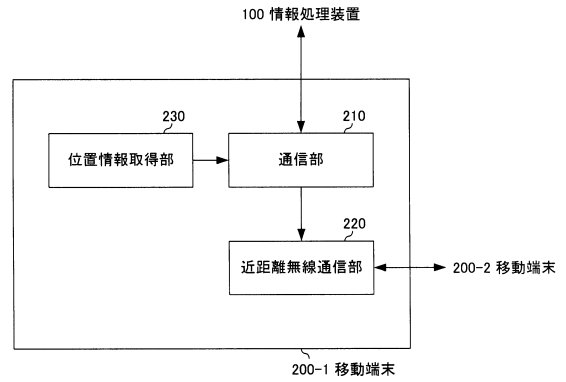 100 情報処理装置
230
210
位置情報取得部
通信部
220
近距離無線通信部
200-2 移動端末
200-1 移動端末